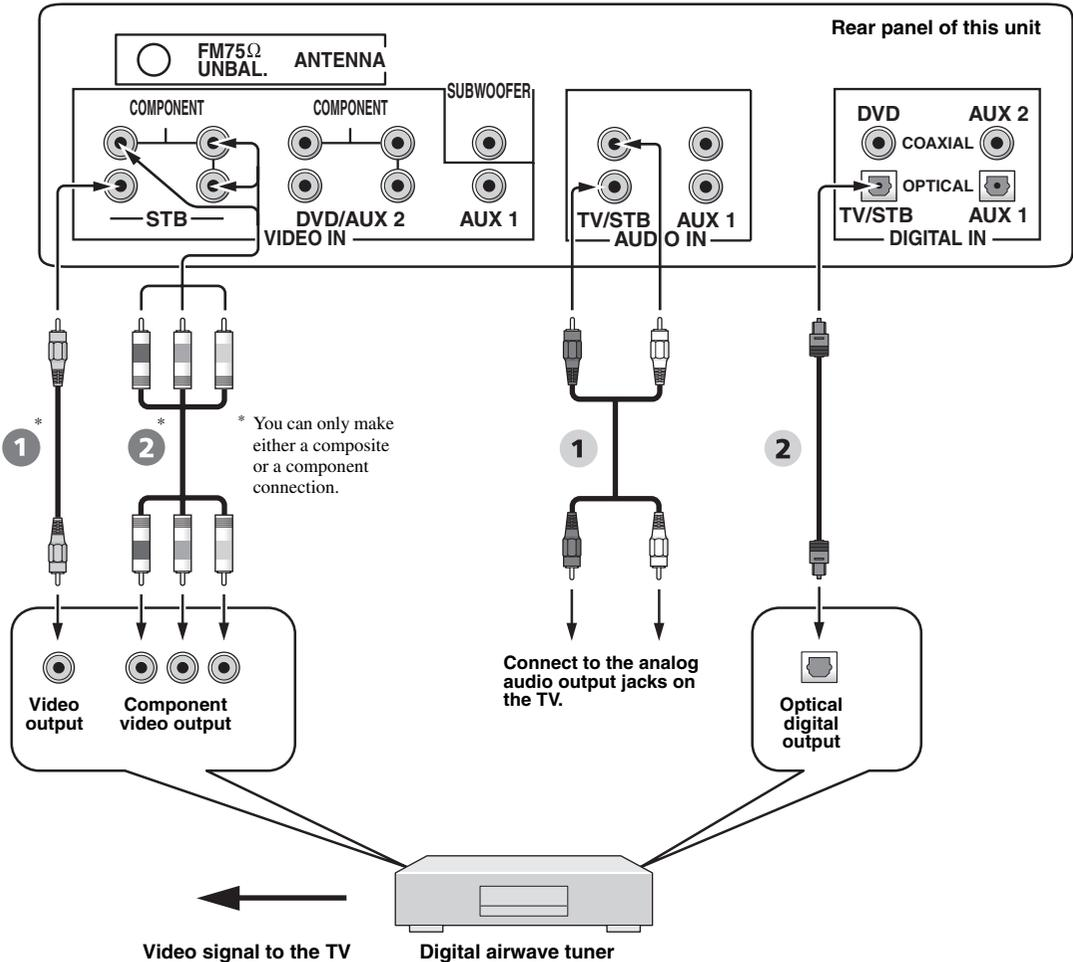 Rear panel of this unit
FM75Ω
UNBAL.
ANTENNA
SUBWOOFER
COMPONENT
COMPONENT
STB
DVD/AUX 2
AUX 1
VIDEO IN
TV/STB
AUX 1
AUDIO IN
DVD
AUX 2
COAXIAL
OPTICAL
TV/STB
AUX 1
DIGITAL IN
1
*
2
*
* You can only make
either a composite
or a component
connection.
1
2
Video
output
Component
video output
Connect to the analog
audio output jacks on
the TV.
Optical
digital
output
Video signal to the TV
Digital airwave tuner